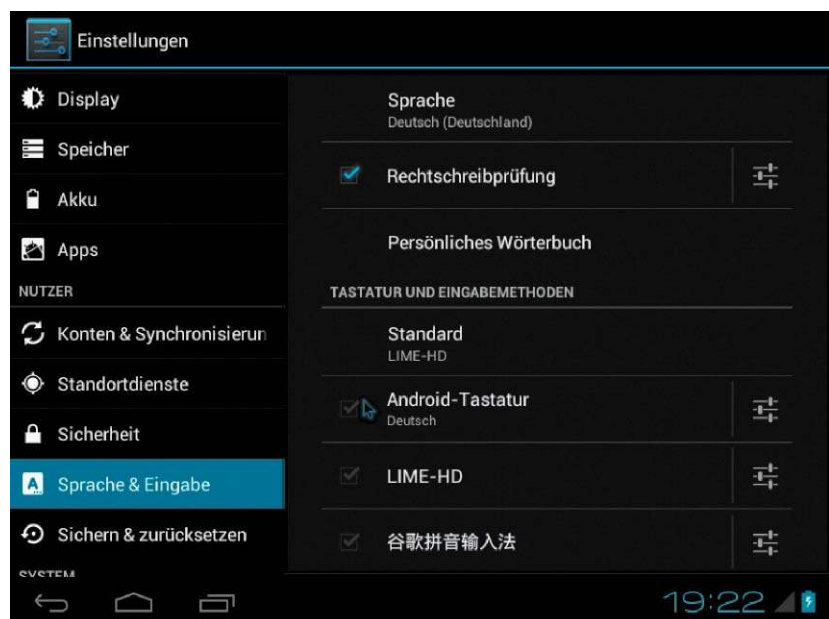 Einstellungen
Display
Speicher
Akku
Apps
NUTZER
Konten & Synchronisierun
Standortdienste
Sicherheit
Sprache & Eingabe
Sichern & zurücksetzen
SYSTEM
Sprache
Deutsch (Deutschland)
Rechtschreibprüfung
Persönliches Wörterbuch
TASTATUR UND EINGABEMETHODEN
Standard
LIME-HD
Android-Tastatur
Deutsch
LIME-HD
谷歌拼音输入法
19:22